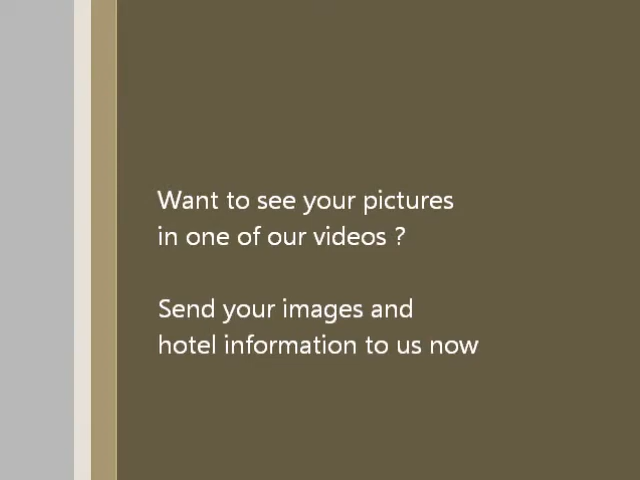 Want to see your pictures
in one of our videos ?
Send your images and
hotel information to us now